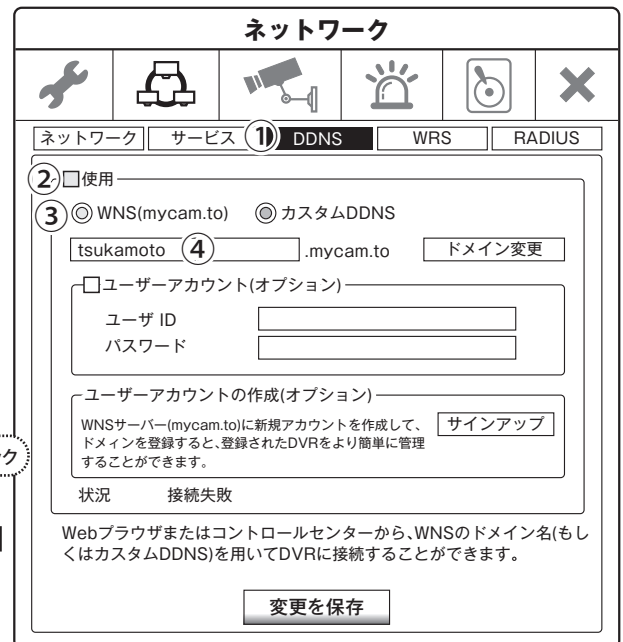 ネットワーク
ネットワーク サービス ① DDNS WRS RADIUS
② 使用
③ WNS(mycam.to) カスタムDDNS
tsukamoto ④ .mycam.to ドメイン変更
ユーザーアカウント(オプション)
ユーザ ID
パスワード
ユーザーアカウントの作成(オプション)
WNSサーバー(mycam.to)に新規アカウントを作成して、 サインアップ
ドメインを登録すると、登録されたDVRをより簡単に管理
することができます。
ク
状況 接続失敗
Webブラウザまたはコントロールセンターから、WNSのドメイン名(もし
くはカスタムDDNS)を用いてDVRに接続することができます。
変更を保存